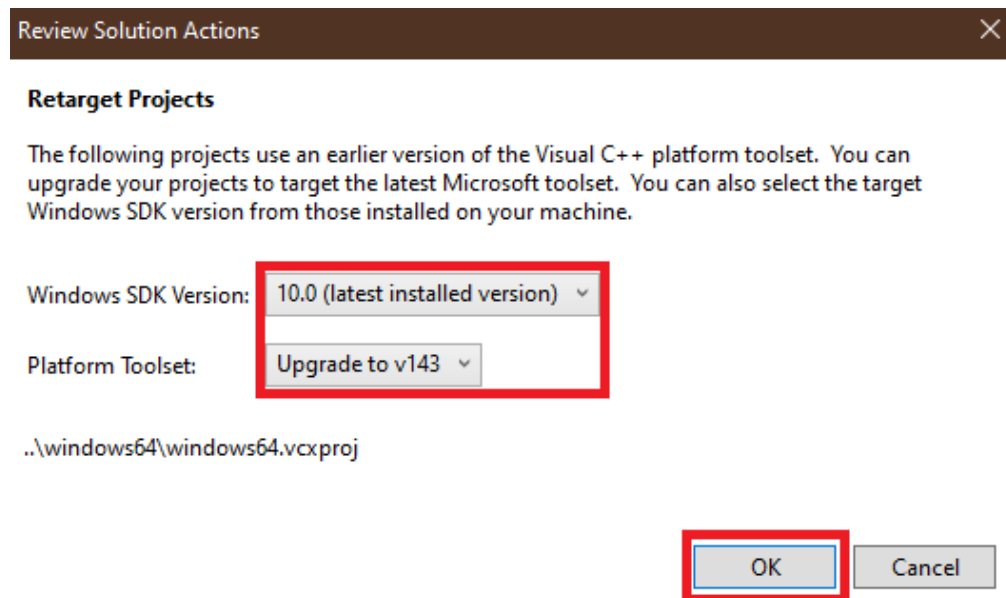 Review Solution Actions
Retarget Projects
The following projects use an earlier version of the Visual C++ platform toolset.  You can
upgrade your projects to target the latest Microsoft toolset.  You can also select the target
Windows SDK version from those installed on your machine.
Windows SDK Version: 10.0 (latest installed version)
Platform Toolset: Upgrade to v143
..\windows64\windows64.vcxproj
OK Cancel